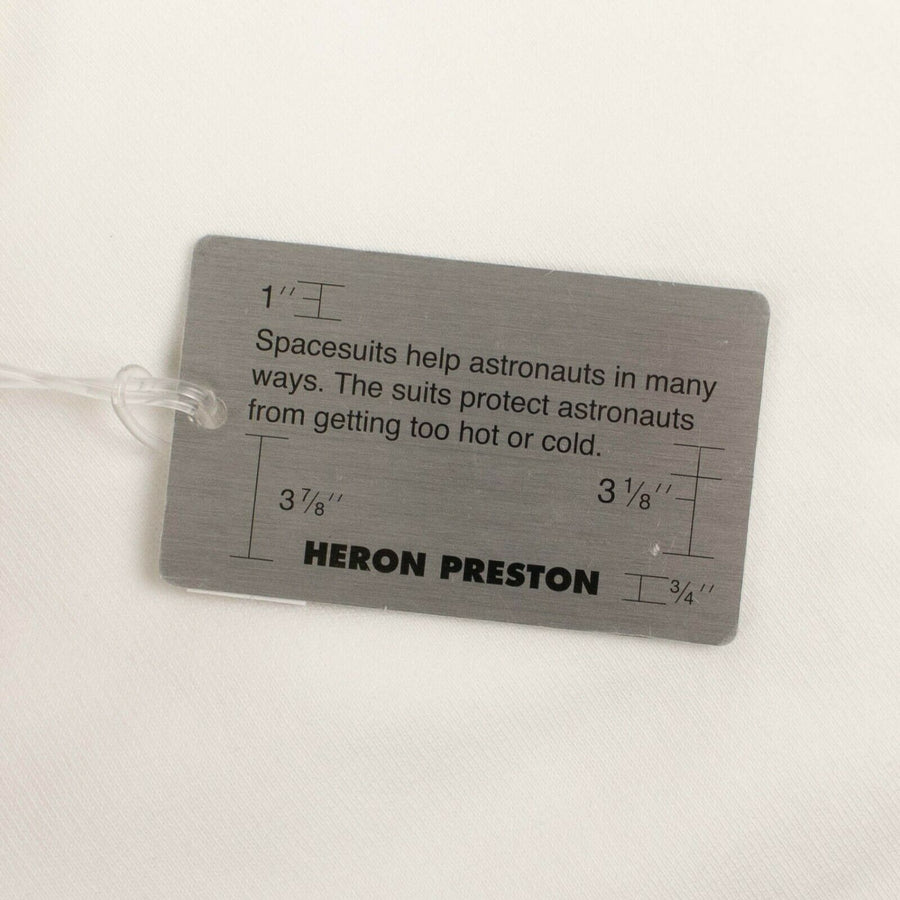 1″
Spacesuits help astronauts in many
ways. The suits protect astronauts
from getting too hot or cold.
3 ⅞″
3 ⅛″
HERON PRESTON
¾″